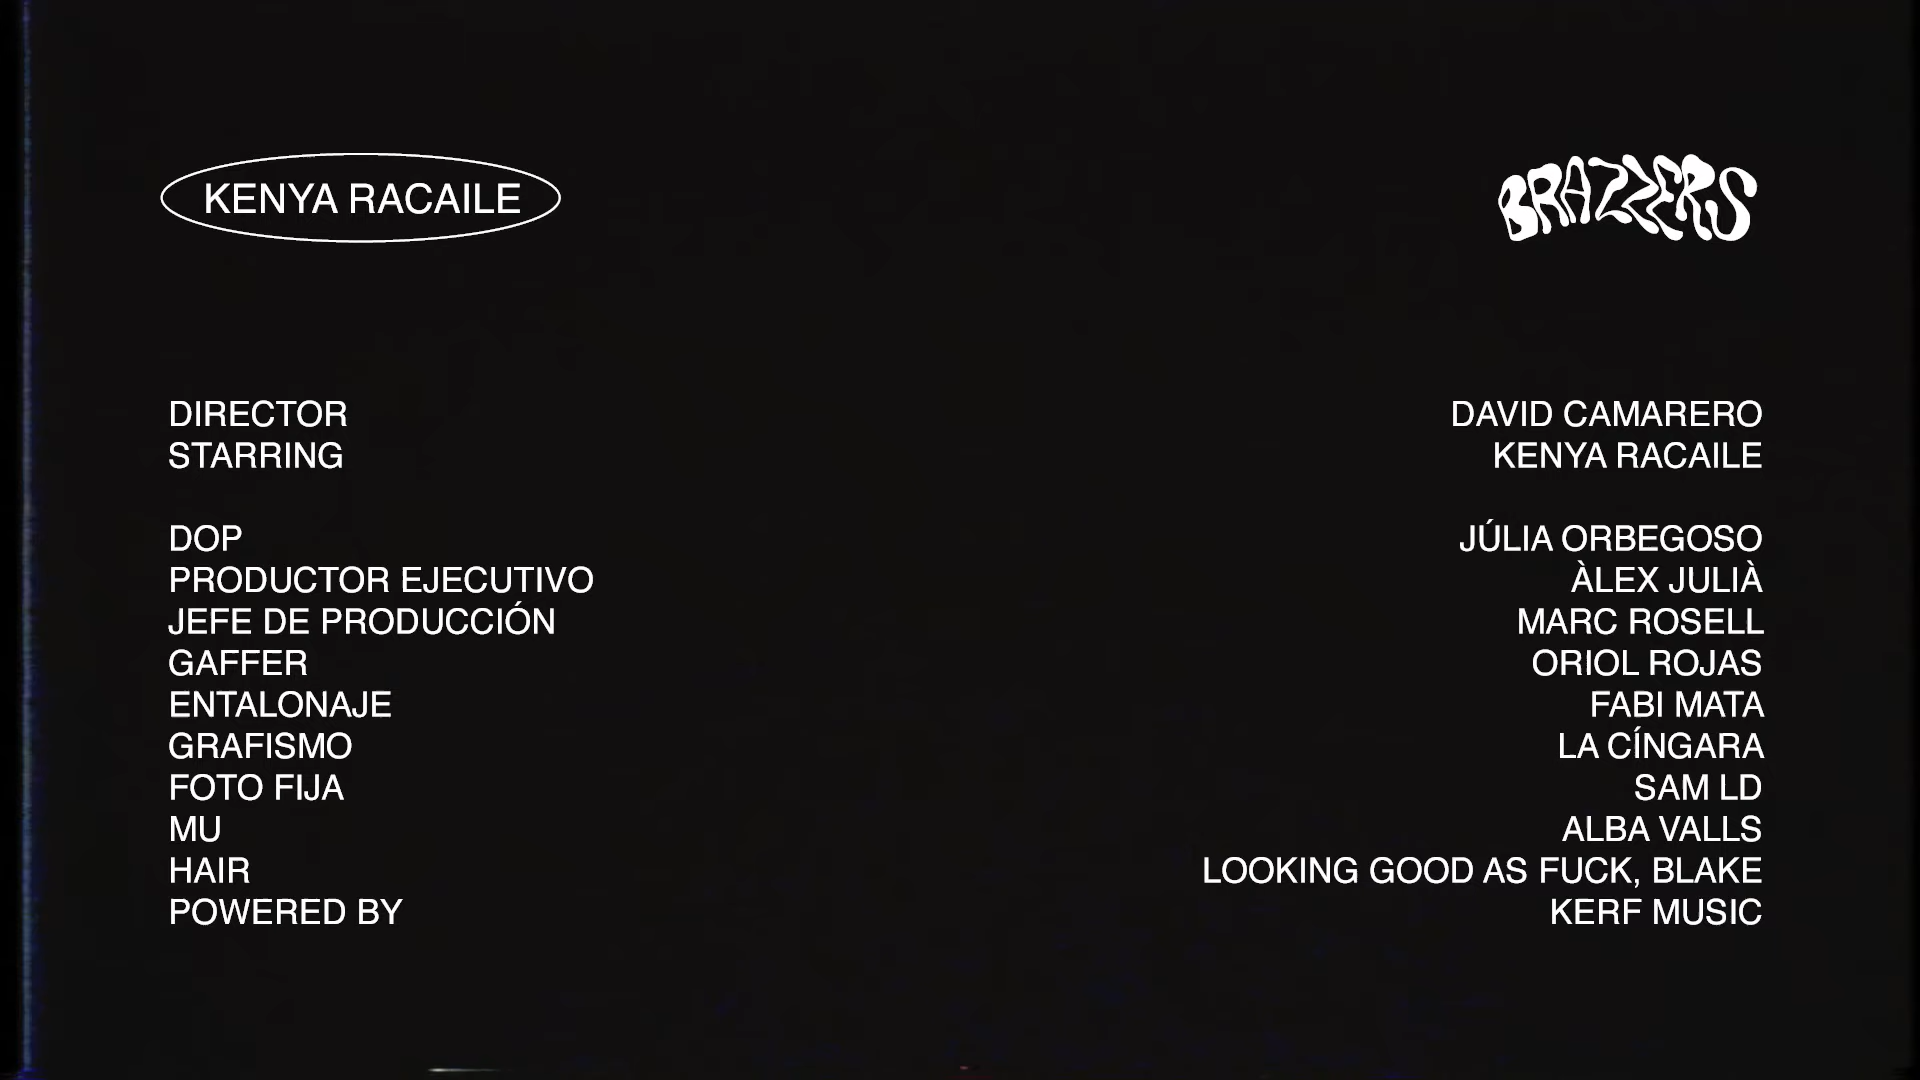 KENYA RACAILE
BRAZZERS
DIRECTOR DAVID CAMARERO
STARRING KENYA RACAILE
DOP JÚLIA ORBEGOSO
PRODUCTOR EJECUTIVO ÀLEX JULIÀ
JEFE DE PRODUCCIÓN MARC ROSELL
GAFFER ORIOL ROJAS
ENTALONAJE FABI MATA
GRAFISMO LA CÍNGARA
FOTO FIJA SAM LD
MU ALBA VALLS
HAIR LOOKING GOOD AS FUCK, BLAKE
POWERED BY KERF MUSIC